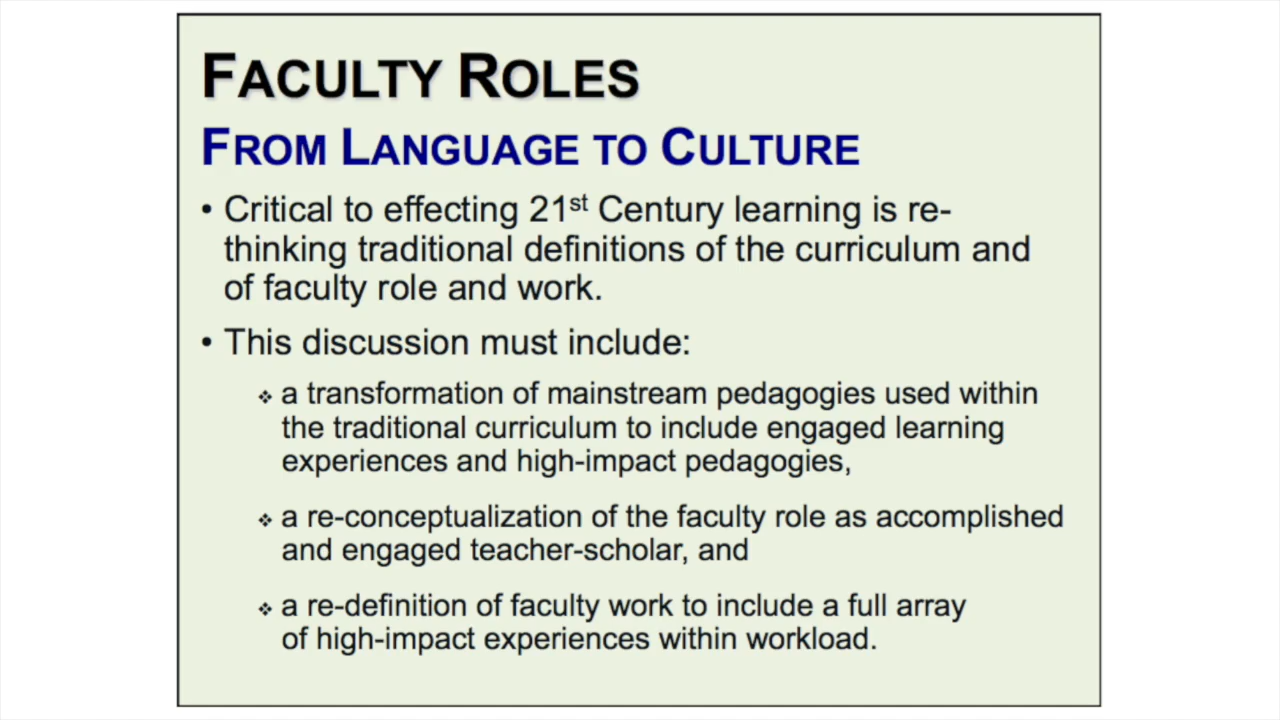 FACULTY ROLES
FROM LANGUAGE TO CULTURE
• Critical to effecting 21st Century learning is re-
thinking traditional definitions of the curriculum and
of faculty role and work.
• This discussion must include:
❖ a transformation of mainstream pedagogies used within
the traditional curriculum to include engaged learning
experiences and high-impact pedagogies,
❖ a re-conceptualization of the faculty role as accomplished
and engaged teacher-scholar, and
❖ a re-definition of faculty work to include a full array
of high-impact experiences within workload.